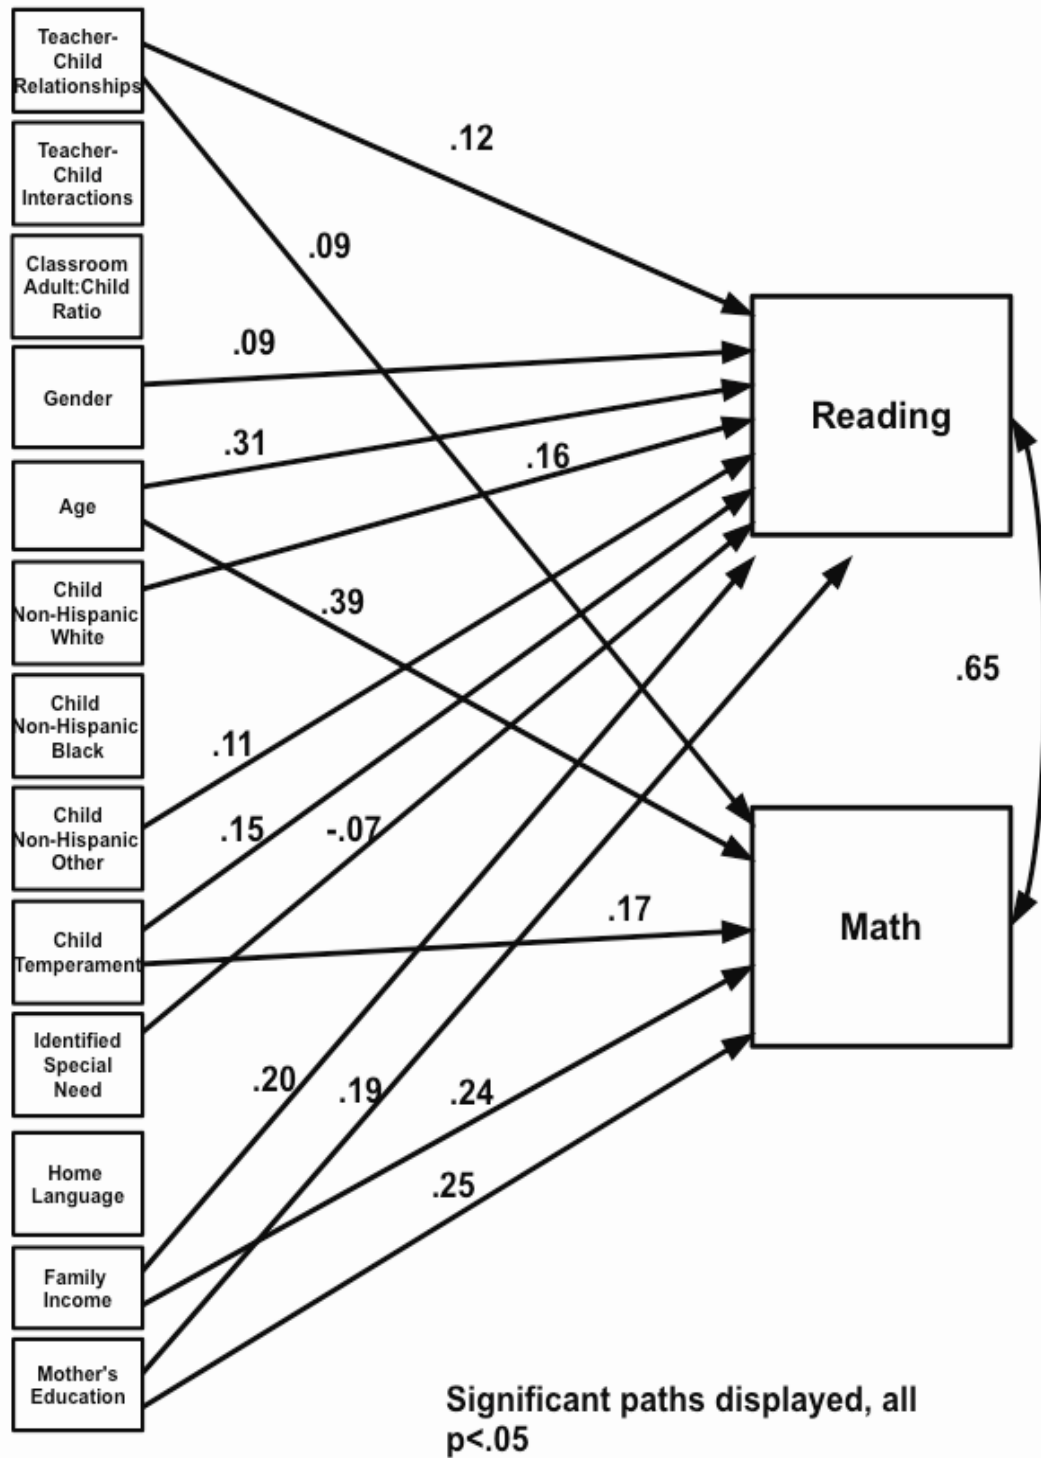 Teacher-
Child
Relationships
Teacher-
Child
Interactions
Classroom
Adult:Child
Ratio
Gender
Age
Child
Non-Hispanic
White
Child
Non-Hispanic
Black
Child
Non-Hispanic
Other
Child
Temperament
Identified
Special
Need
Home
Language
Family
Income
Mother's
Education
.12
.09
.09
.31
.16
.39
.11
.15
-.07
.17
.20
.19
.24
.25
Reading
.65
Math
Significant paths displayed, all
p<.05